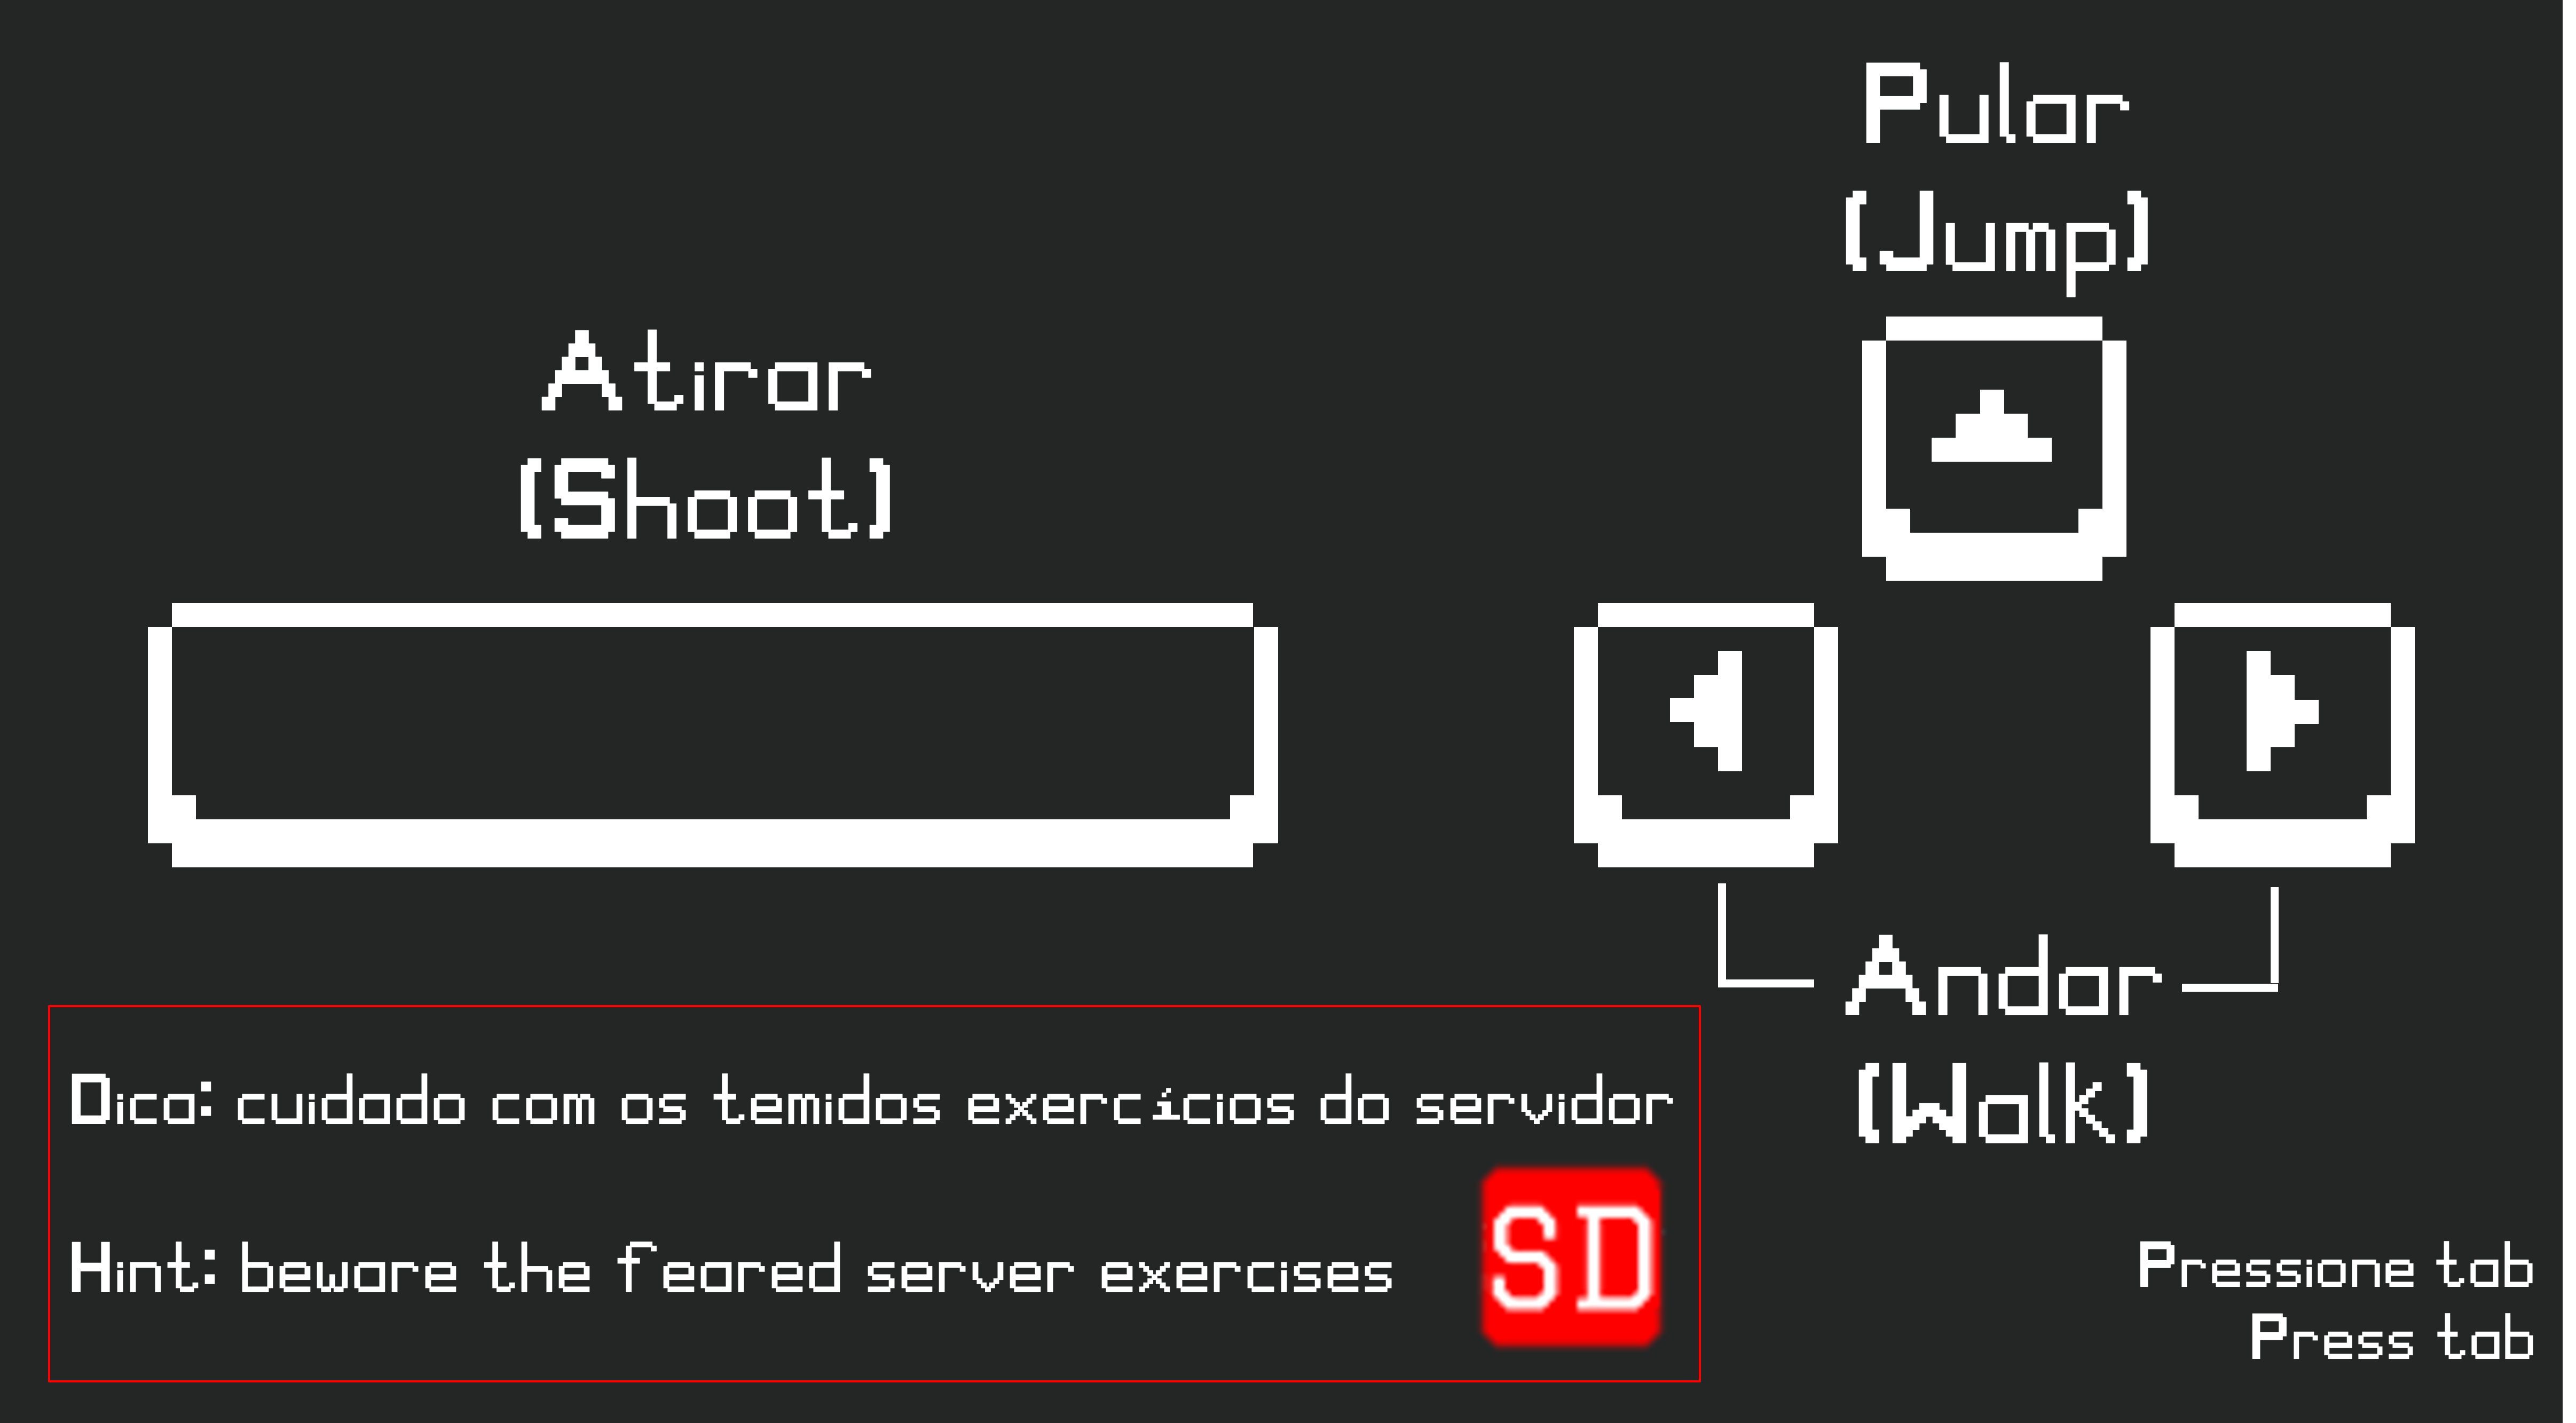 Pular
(Jump)
Atirar
(Shoot)
Andar
(Walk)
Dica: cuidado com os temidos exercícios do servidor
Hint: beware the feared server exercises
SD
Pressione tab
Press tab